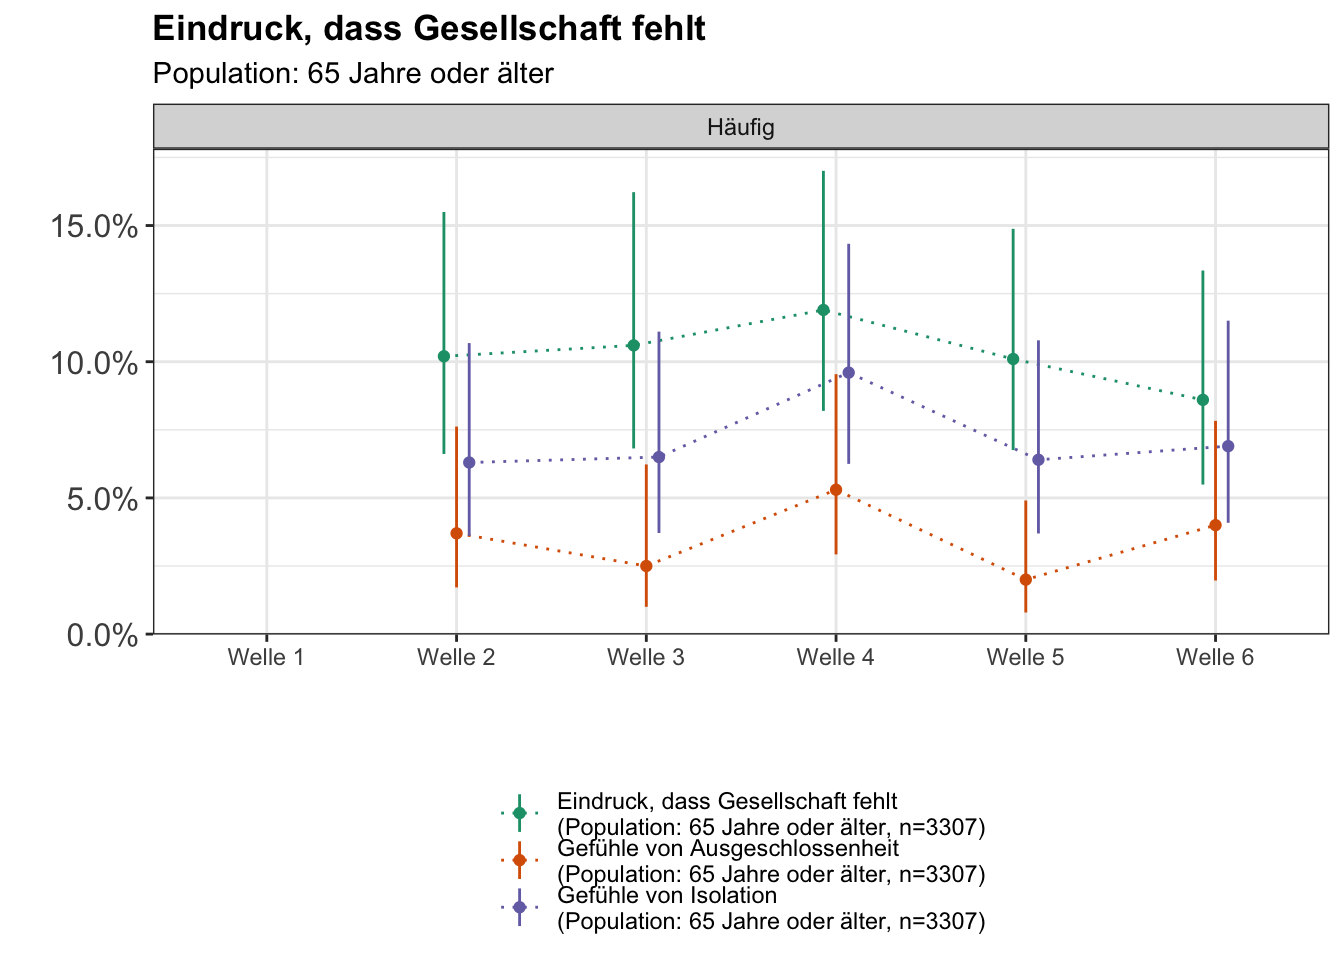 Eindruck, dass Gesellschaft fehlt
Population: 65 Jahre oder älter
Häufig
15.0%
10.0%
5.0%
0.0%
Welle 1 Welle 2 Welle 3 Welle 4 Welle 5 Welle 6
Eindruck, dass Gesellschaft fehlt
(Population: 65 Jahre oder älter, n=3307)
Gefühle von Ausgeschlossenheit
(Population: 65 Jahre oder älter, n=3307)
Gefühle von Isolation
(Population: 65 Jahre oder älter, n=3307)